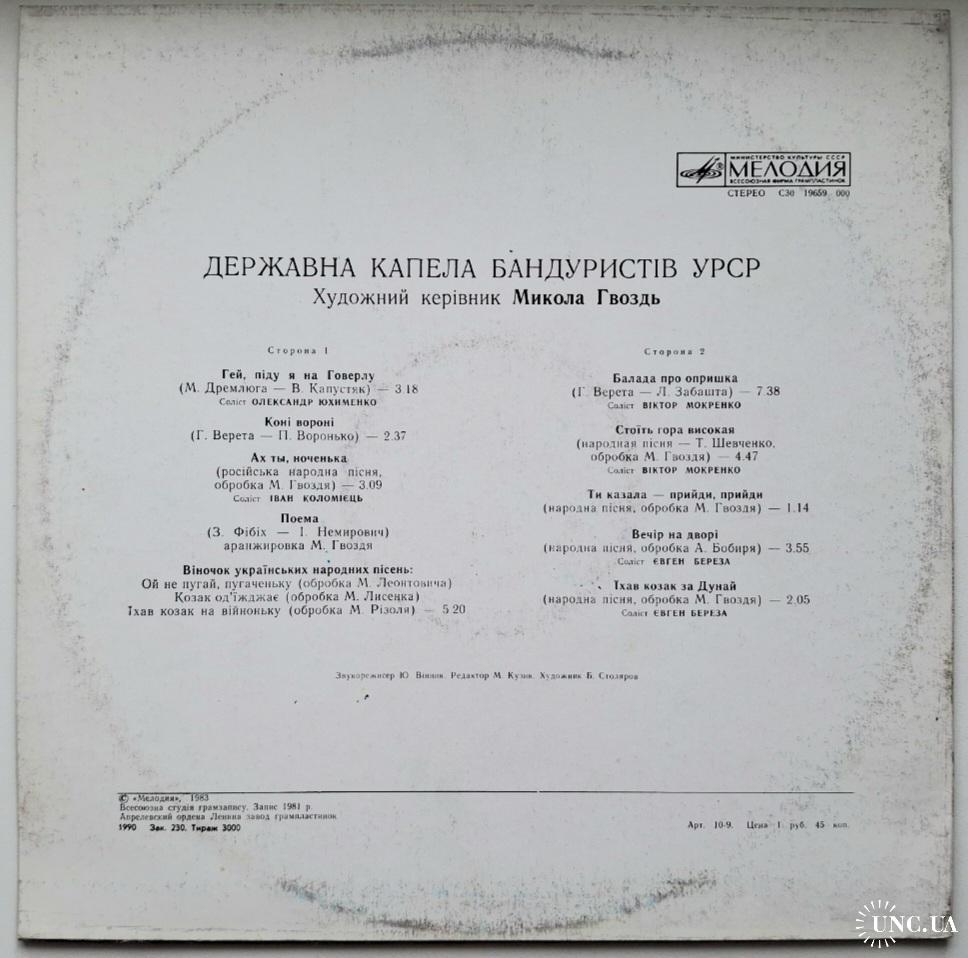 МИНИСТЕРСТВО КУЛЬТУРЫ СССР
МЕЛОДИЯ
ВСЕСОЮЗНАЯ ФИРМА ГРАМПЛАСТИНОК
СТЕРЕО С30 19659 000
ДЕРЖАВНА КАПЕЛА БАНДУРИСТІВ УРСР
Художний керівник Микола Гвоздь
Сторона 1
Гей, піду я на Говерлу
(М. Дремлюга — В. Капустяк) — 3.18
Соліст ОЛЕКСАНДР ЮХИМЕНКО
Коні вороні
(Г. Верета — П. Воронько) — 2.37
Ах ты, ноченька
(російська народна пісня,
обробка М. Гвоздя) — 3.09
Соліст ІВАН КОЛОМІЄЦЬ
Поема
(З. Фібіх — І. Немирович)
аранжировка М. Гвоздя
Віночок українських народних пісень:
Ой не пугай, пугаченьку (обробка М. Леонтовича)
Козак од'їжджає (обробка М. Лисенка)
Їхав козак на війноньку (обробка М. Різоля) — 5.20
Сторона 2
Балада про опришка
(Г. Верета — Л. Забашта) — 7.38
Соліст ВІКТОР МОКРЕНКО
Стоїть гора високая
(народная пісня — Т. Шевченко,
обробка М. Гвоздя) — 4.47
Соліст ВІКТОР МОКРЕНКО
Ти казала — прийди, прийди
(народна пісня, обробка М. Гвоздя) — 1.14
Вечір на дворі
(народна пісня, обробка А. Бобиря) — 3.55
Соліст ЄВГЕН БЕРЕЗА
Їхав козак за Дунай
(народна пісня, обробка М. Гвоздя) — 2.05
Соліст ЄВГЕН БЕРЕЗА
Звукорежисер Ю. Вінник. Редактор М. Кузик. Художник Б. Столяров
© «Мелодия», 1983
Всесоюзна студія грамзапису. Запис 1981 р.
Апрелевский ордена Ленина завод грампластинок
1990 Зак. 230. Тираж 3000
Арт. 10-9. Цена 1 руб. 45 коп.
UNC.UA